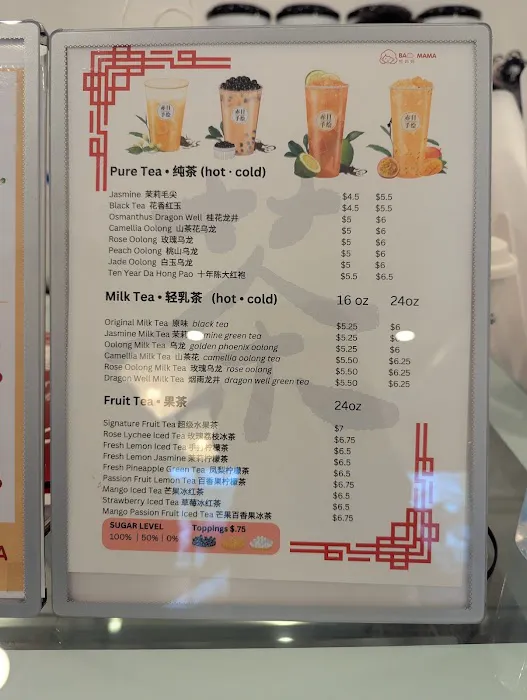 BAO MAMA
Pure Tea • 纯茶 (hot · cold)
Jasmine 茉莉毛尖 $4.5 $5.5
Black Tea 花香红玉 $4.5 $5.5
Osmanthus Dragon Well 桂花龙井 $5 $6
Camellia Oolong 山茶花乌龙 $5 $6
Rose Oolong 玫瑰乌龙 $5 $6
Peach Oolong 桃山乌龙 $5 $6
Jade Oolong 白玉乌龙 $5 $6
Ten Year Da Hong Pao 十年陈大红袍 $5.5 $6.5
Milk Tea • 轻乳茶 (hot • cold) 16 oz 24oz
Original Milk Tea 原味 black tea $5.25 $6
Jasmine Milk Tea 茉莉 jasmine green tea $5.25 $6
Oolong Milk Tea 乌龙 golden phoenix oolong $5.25 $6
Camellia Milk Tea 山茶花 camellia oolong tea $5.50 $6.25
Rose Oolong Milk Tea 玫瑰乌龙 rose oolong $5.50 $6.25
Dragon Well Milk Tea 烟雨龙井 dragon well green tea $5.50 $6.25
Fruit Tea • 果茶 24oz
Signature Fruit Tea 超级水果茶 $7
Rose Lychee Iced Tea 玫瑰荔枝冰茶 $6.75
Fresh Lemon Iced Tea 手打柠檬茶 $6.5
Fresh Lemon Jasmine 茉莉柠檬茶 $6.5
Fresh Pineapple Green Tea 凤梨柠檬茶 $6.5
Passion Fruit Lemon Tea 百香果柠檬茶 $6.75
Mango Iced Tea 芒果冰红茶 $6.5
Strawberry Iced Tea 草莓冰红茶 $6.5
Mango Passion Fruit Iced Tea 芒果百香果冰茶 $6.75
SUGAR LEVEL Toppings $.75
100% | 50% | 0%
茶